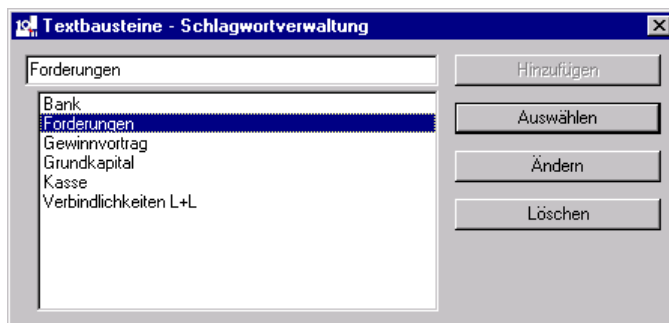 Textbausteine - Schlagwortverwaltung
Forderungen
Hinzufügen
Bank
Forderungen
Gewinnvortrag
Grundkapital
Kasse
Verbindlichkeiten L+L
Auswählen
Ändern
Löschen